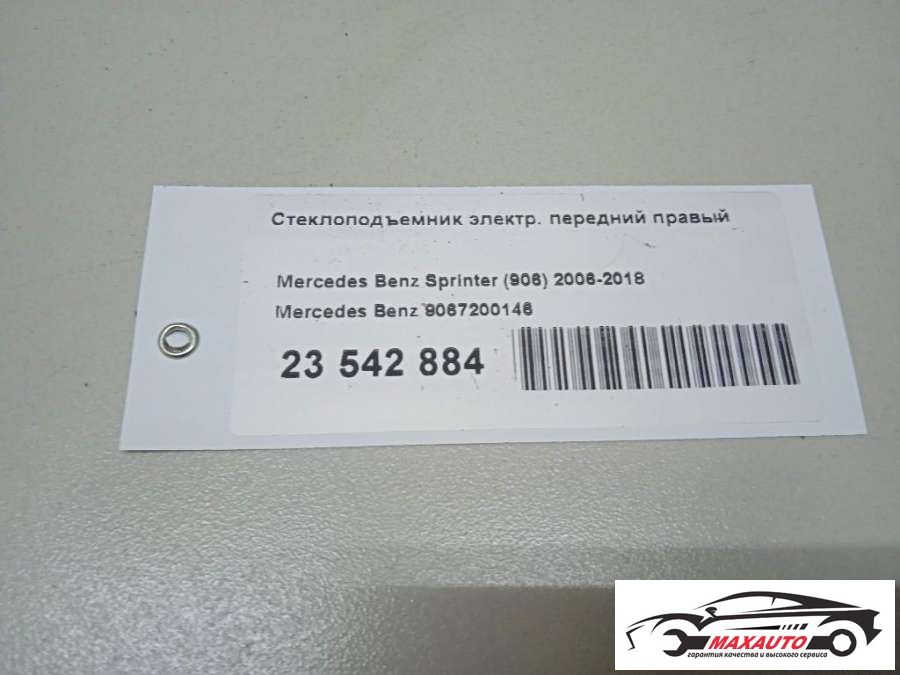 Стеклоподъемник электр. передний правый
Mercedes Benz Sprinter (906) 2006-2018
Mercedes Benz 9067200146
23 542 884
MAXAUTO
гарантия качества и высокого сервиса